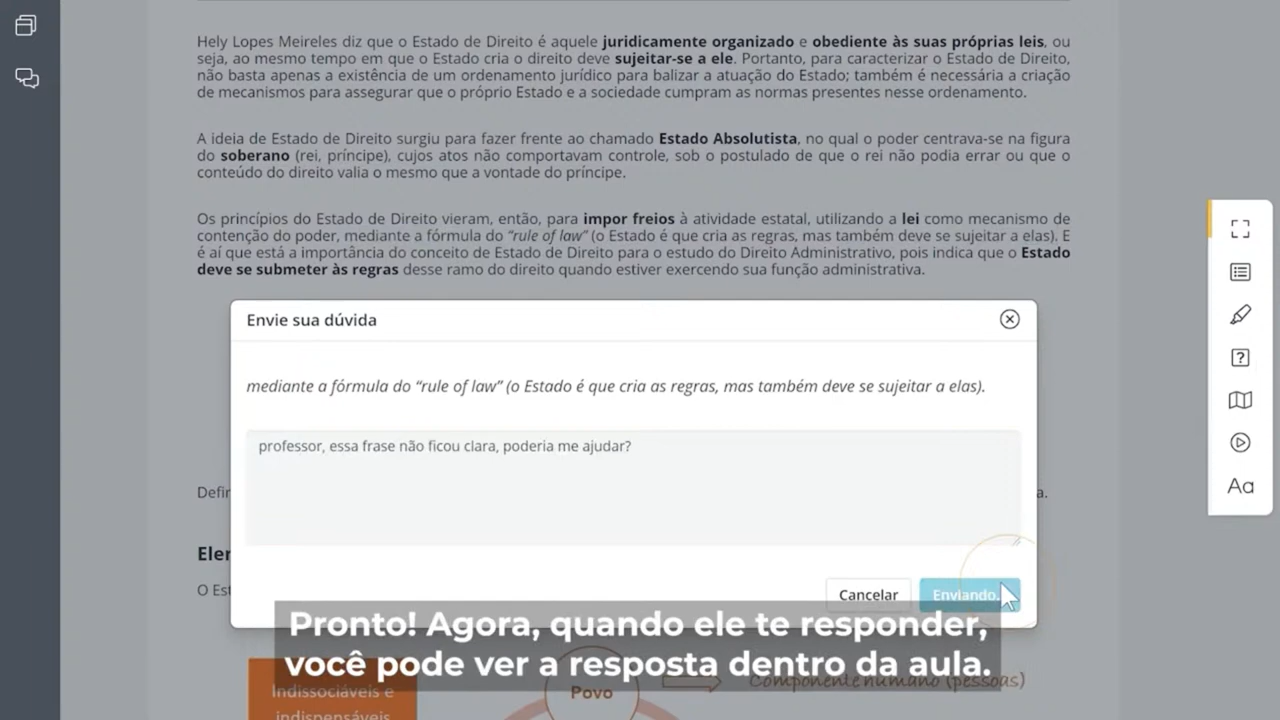 Hely Lopes Meireles diz que o Estado de Direito é aquele juridicamente organizado e obediente às suas próprias leis, ou
seja, ao mesmo tempo em que o Estado cria o direito deve sujeitar-se a ele. Portanto, para caracterizar o Estado de Direito,
não basta apenas a existência de um ordenamento jurídico para balizar a atuação do Estado; também é necessária a criação
de mecanismos para assegurar que o próprio Estado e a sociedade cumpram as normas presentes nesse ordenamento.
A ideia de Estado de Direito surgiu para fazer frente ao chamado Estado Absolutista, no qual o poder centrava-se na figura
do soberano (rei, príncipe), cujos atos não comportavam controle, sob o postulado de que o rei não podia errar ou que o
conteúdo do direito valia o mesmo que a vontade do príncipe.
Os princípios do Estado de Direito vieram, então, para impor freios à atividade estatal, utilizando a lei como mecanismo de
contenção do poder, mediante a fórmula do “rule of law” (o Estado é que cria as regras, mas também deve se sujeitar a elas). E
é aí que está a importância do conceito de Estado de Direito para o estudo do Direito Administrativo, pois indica que o Estado
deve se submeter às regras desse ramo do direito quando estiver exercendo sua função administrativa.
Envie sua dúvida
mediante a fórmula do “rule of law” (o Estado é que cria as regras, mas também deve se sujeitar a elas).
professor, essa frase não ficou clara, poderia me ajudar?
Cancelar Enviando.
Pronto! Agora, quando ele te responder,
você pode ver a resposta dentro da aula.
Indissociáveis e
indispensáveis
Povo
Componente humano (pessoas)
Aa